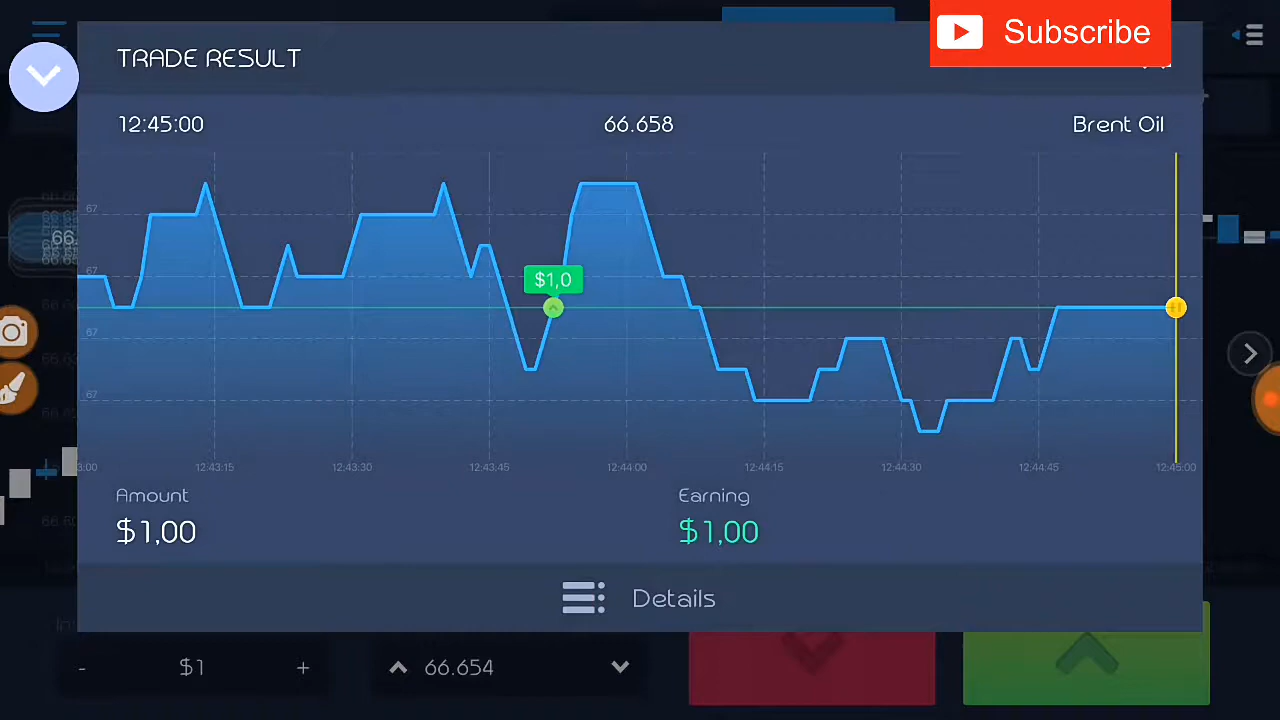 Subscribe
TRADE RESULT
12:45:00 66.658 Brent Oil
67
67
67
67
$1,0
3:00 12:43:15 12:43:30 12:43:45 12:44:00 12:44:15 12:44:30 12:44:45 12:45:00
Amount Earning
$1,00 $1,00
Details
- $1 + 66.654